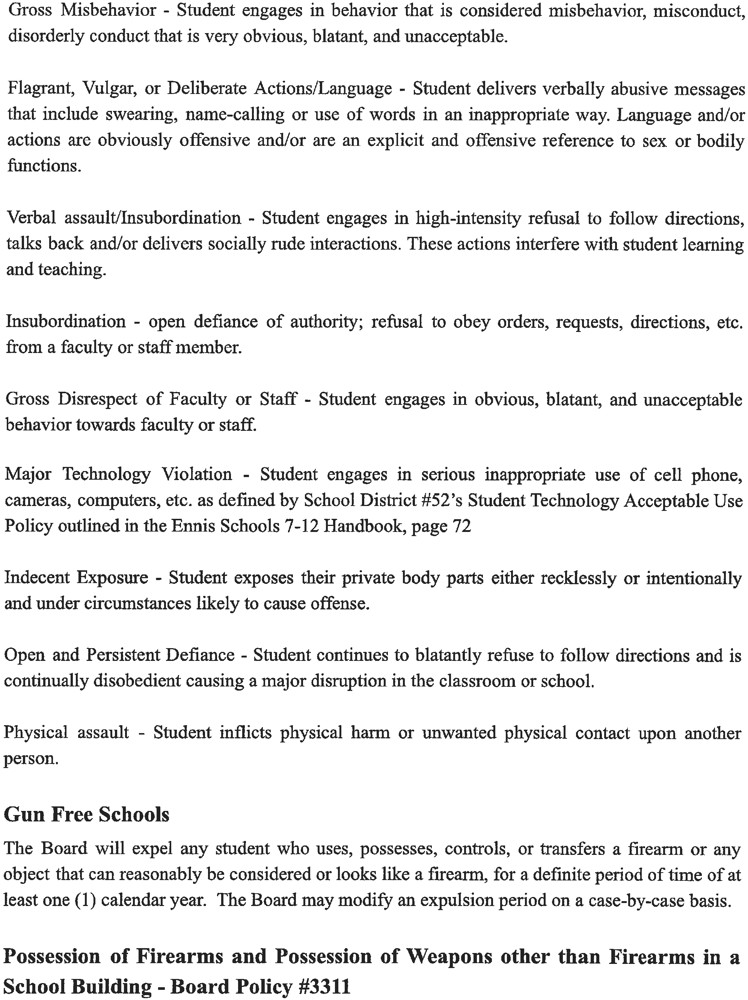 Gross Misbehavior - Student engages in behavior that is considered misbehavior, misconduct,
disorderly conduct that is very obvious, blatant, and unacceptable.
Flagrant, Vulgar, or Deliberate Actions/Language - Student delivers verbally abusive messages
that include swearing, name-calling or use of words in an inappropriate way. Language and/or
actions are obviously offensive and/or are an explicit and offensive reference to sex or bodily
functions.
Verbal assault/Insubordination - Student engages in high-intensity refusal to follow directions,
talks back and/or delivers socially rude interactions. These actions interfere with student learning
and teaching.
Insubordination - open defiance of authority; refusal to obey orders, requests, directions, etc.
from a faculty or staff member.
Gross Disrespect of Faculty or Staff - Student engages in obvious, blatant, and unacceptable
behavior towards faculty or staff.
Major Technology Violation - Student engages in serious inappropriate use of cell phone,
cameras, computers, etc. as defined by School District #52's Student Technology Acceptable Use
Policy outlined in the Ennis Schools 7-12 Handbook, page 72
Indecent Exposure - Student exposes their private body parts either recklessly or intentionally
and under circumstances likely to cause offense.
Open and Persistent Defiance - Student continues to blatantly refuse to follow directions and is
continually disobedient causing a major disruption in the classroom or school.
Physical assault - Student inflicts physical harm or unwanted physical contact upon another
person.
Gun Free Schools
The Board will expel any student who uses, possesses, controls, or transfers a firearm or any
object that can reasonably be considered or looks like a firearm, for a definite period of time of at
least one (1) calendar year.  The Board may modify an expulsion period on a case-by-case basis.
Possession of Firearms and Possession of Weapons other than Firearms in a
School Building - Board Policy #3311